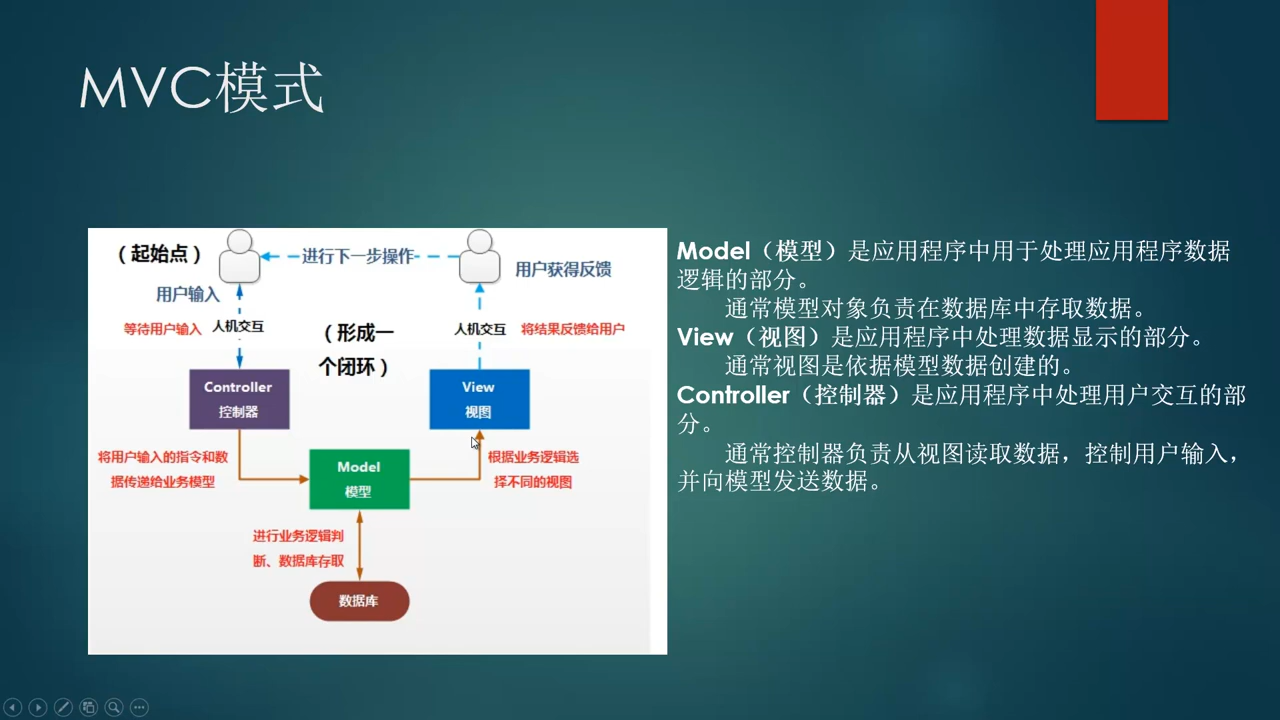 MVC模式
（起始点）
进行下一步操作
用户获得反馈
用户输入
等待用户输入
人机交互
（形成一
个闭环）
人机交互
将结果反馈给用户
Controller
控制器
View
视图
将用户输入的指令和数
据传递给业务模型
Model
模型
根据业务逻辑选
择不同的视图
进行业务逻辑判
断、数据库存取
数据库
Model（模型）是应用程序中用于处理应用程序数据
逻辑的部分。
通常模型对象负责在数据库中存取数据。
View（视图）是应用程序中处理数据显示的部分。
通常视图是依据模型数据创建的。
Controller（控制器）是应用程序中处理用户交互的部
分。
通常控制器负责从视图读取数据，控制用户输入，
并向模型发送数据。